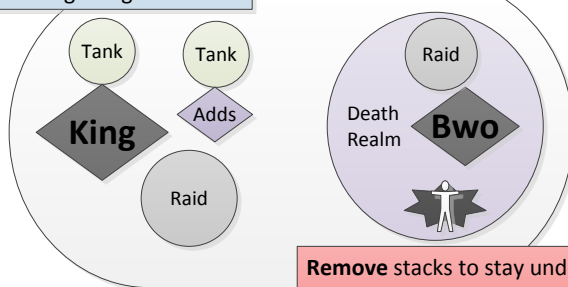 Tank
Tank
Raid
King
Adds
Death
Realm
Bwo
Raid
Remove stacks to stay und